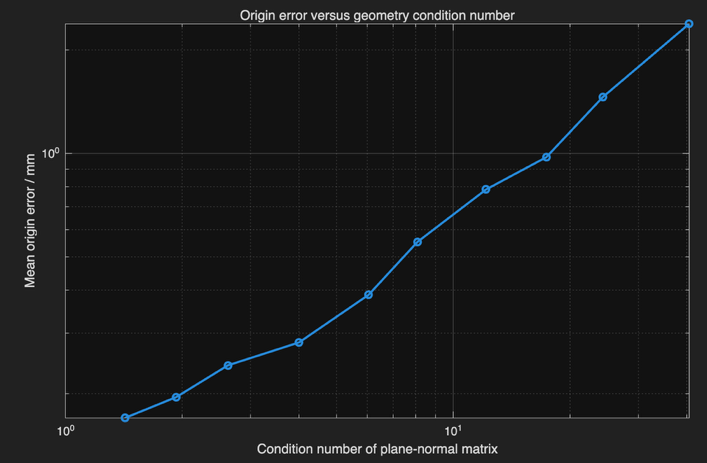 Origin error versus geometry condition number
Mean origin error / mm
10⁰
10⁰
10¹
Condition number of plane-normal matrix